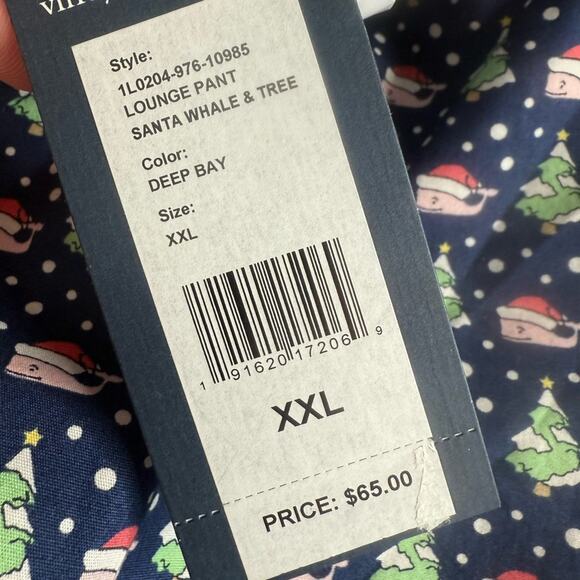 Style:
1L0204-976-10985
LOUNGE PANT
SANTA WHALE & TREE
Color:
DEEP BAY
Size:
XXL
1 91620 17206 9
XXL
PRICE: $65.00